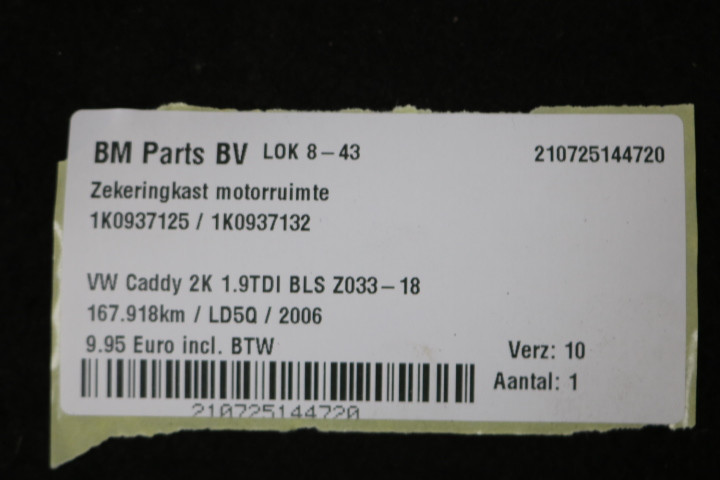 BM Parts BV LOK 8-43 210725144720
Zekeringkast motorruimte
1K0937125 / 1K0937132
VW Caddy 2K 1.9TDI BLS Z033-18
167.918km / LD5Q / 2006
9.95 Euro incl. BTW
Verz: 10
Aantal: 1
210725144720